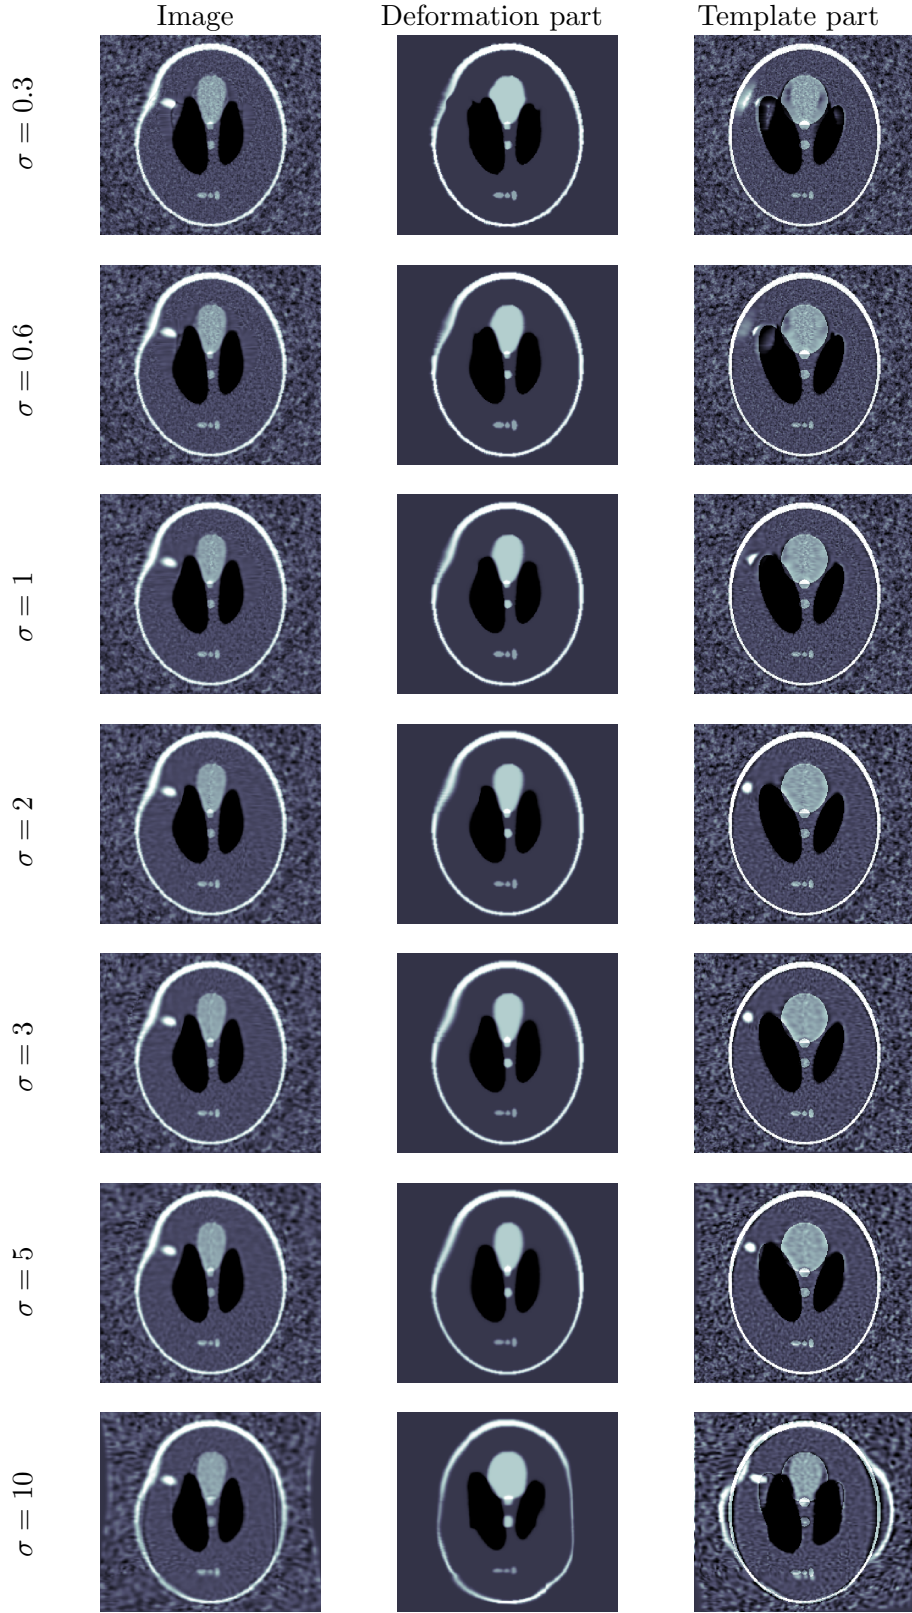 Image Deformation part Template part
σ = 0.3
σ = 0.6
σ = 1
σ = 2
σ = 3
σ = 5
σ = 10